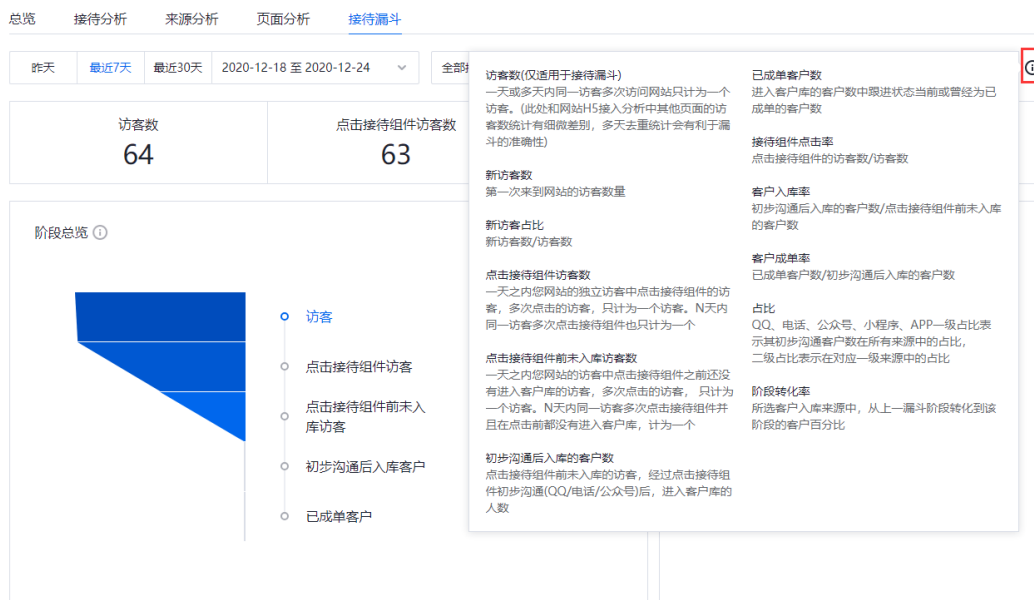 总览 接待分析 来源分析 页面分析 接待漏斗
昨天 最近7天 最近30天 2020-12-18 至 2020-12-24 全部
访客数
64
点击接待组件访客数
63
阶段总览
访客
点击接待组件访客
点击接待组件前未入
库访客
初步沟通后入库客户
已成单客户
访客数(仅适用于接待漏斗)
一天或多天内同一访客多次访问网站只计为一个
访客。(此处和网站H5接入分析中其他页面的访
客数统计有细微差别，多天去重统计会有利于漏
斗的准确性)
新访客数
第一次来到网站的访客数量
新访客占比
新访客数/访客数
点击接待组件访客数
一天之内您网站的独立访客中点击接待组件的访
客，多次点击的访客，只计为一个访客。N天内
同一访客多次点击接待组件也只计为一个
点击接待组件前未入库访客数
一天之内您网站的访客中点击接待组件之前还没
有进入客户库的访客，多次点击的访客， 只计为
一个访客。N天内同一访客多次点击接待组件并
且在点击前都没有进入客户库，计为一个
初步沟通后入库的客户数
点击接待组件前未入库的访客，经过点击接待组
件初步沟通(QQ/电话/公众号)后，进入客户库的
人数
已成单客户数
进入客户库的客户数中跟进状态当前或曾经为已
成单的客户数
接待组件点击率
点击接待组件的访客数/访客数
客户入库率
初步沟通后入库的客户数/点击接待组件前未入库
的客户数
客户成单率
已成单客户数/初步沟通后入库的客户数
占比
QQ、电话、公众号、小程序、APP一级占比表
示其初步沟通客户数在所有来源中的占比，
二级占比表示在对应一级来源中的占比
阶段转化率
所选客户入库来源中，从上一漏斗阶段转化到该
阶段的客户百分比